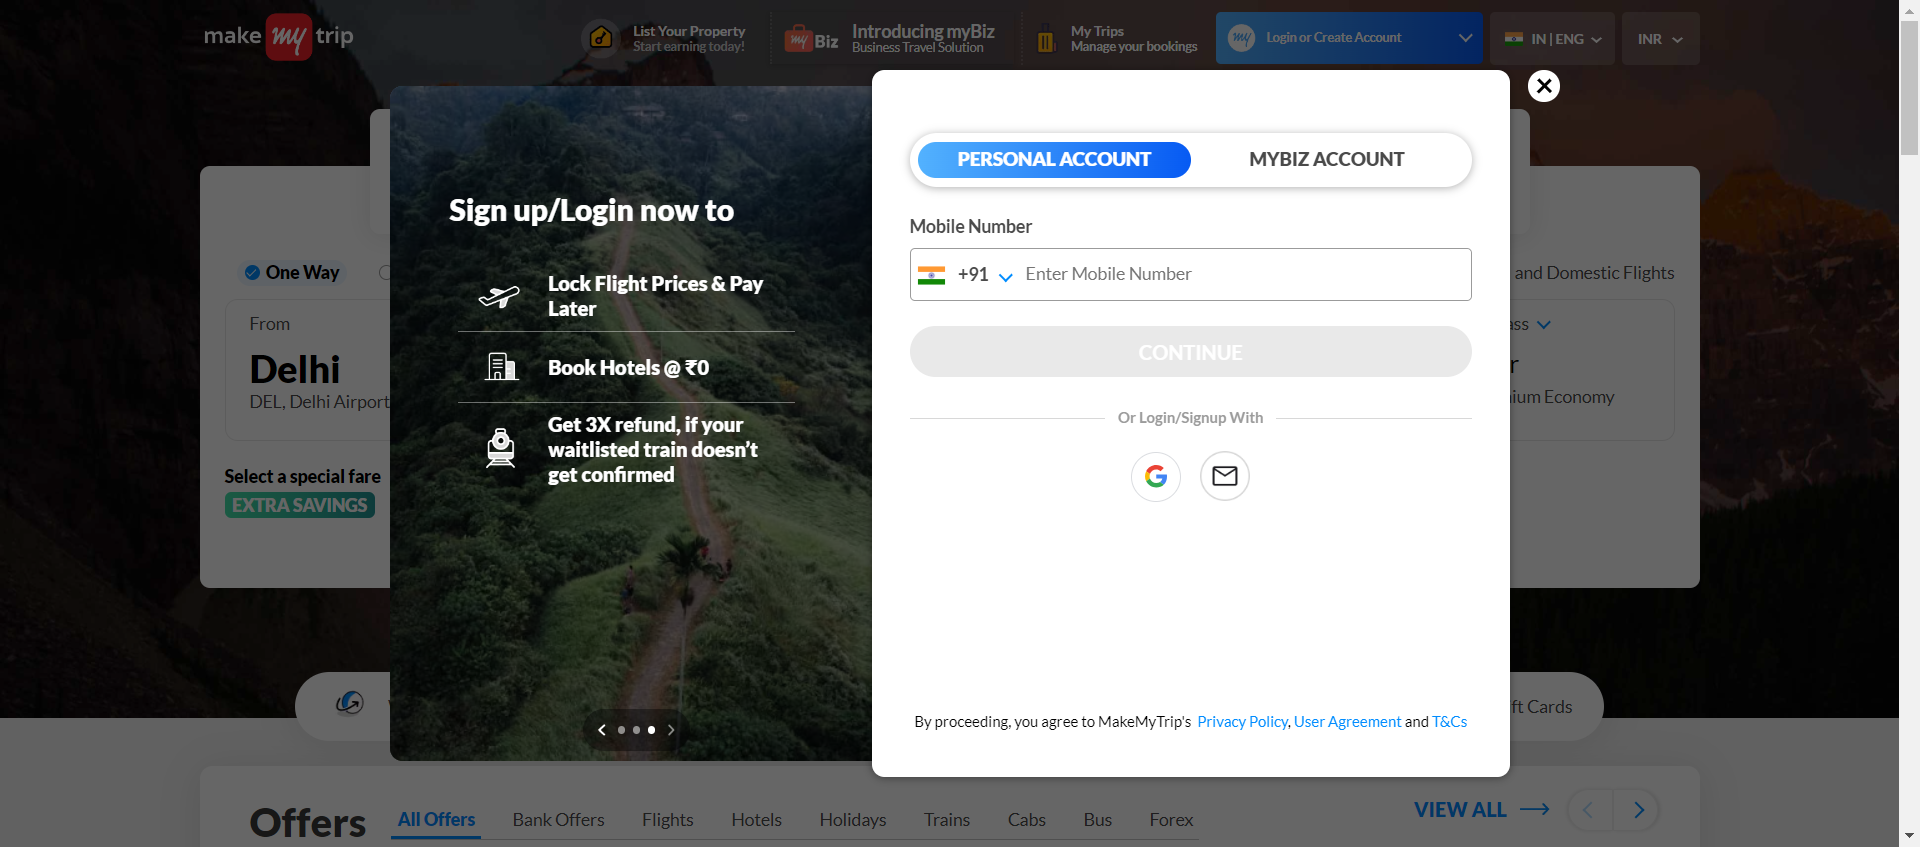 make my trip
List Your Property
Start earning today!
my Biz
Introducing myBiz
Business Travel Solution
My Trips
Manage your bookings
my
Login or Create Account
IN | ENG
INR
Sign up/Login now to
Lock Flight Prices & Pay
Later
Book Hotels @ ₹0
Get 3X refund, if your
waitlisted train doesn't
get confirmed
PERSONAL ACCOUNT
MYBIZ ACCOUNT
Mobile Number
+91
Enter Mobile Number
CONTINUE
Or Login/Signup With
By proceeding, you agree to MakeMyTrip's Privacy Policy, User Agreement and T&Cs
One Way
and Domestic Flights
From
Delhi
DEL, Delhi Airport
Economy
Select a special fare
EXTRA SAVINGS
Cards
Offers
All Offers
Bank Offers
Flights
Hotels
Holidays
Trains
Cabs
Bus
Forex
VIEW ALL